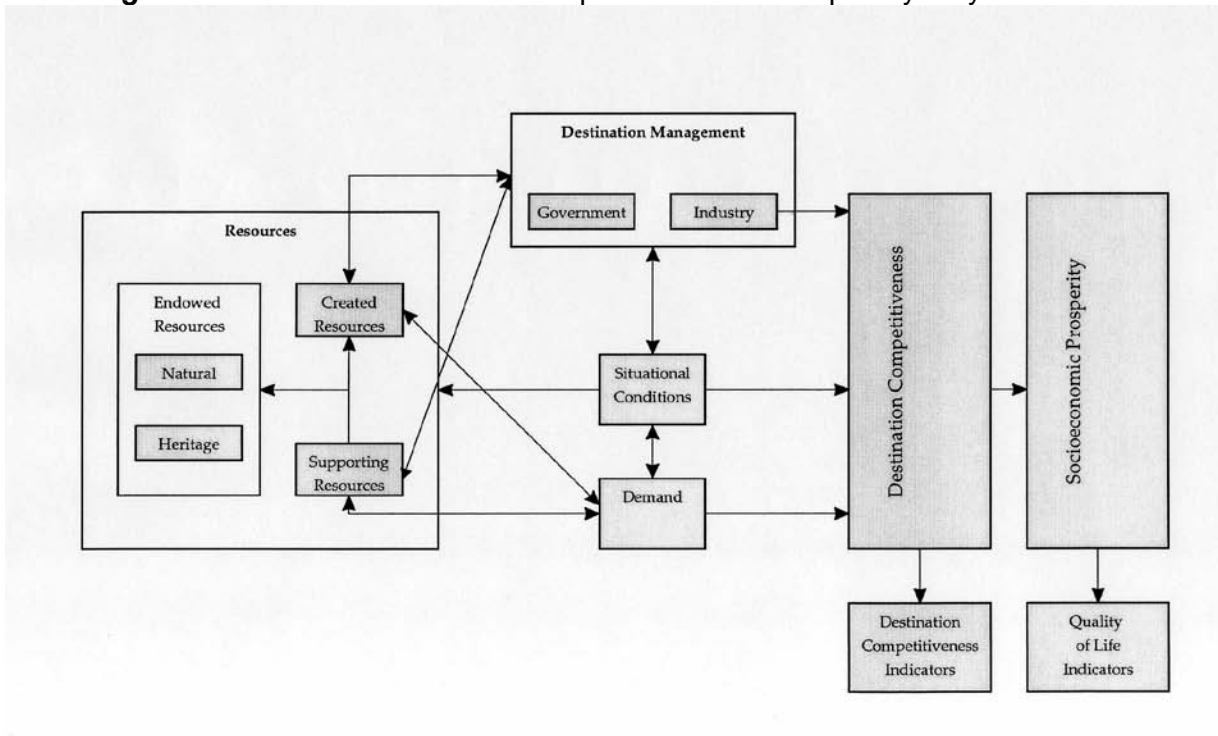 Destination Management
Government
Industry
Resources
Endowed
Resources
Natural
Heritage
Created
Resources
Supporting
Resources
Situational
Conditions
Demand
Destination Competitiveness
Socioeconomic Prosperity
Destination
Competitiveness
Indicators
Quality
of Life
Indicators